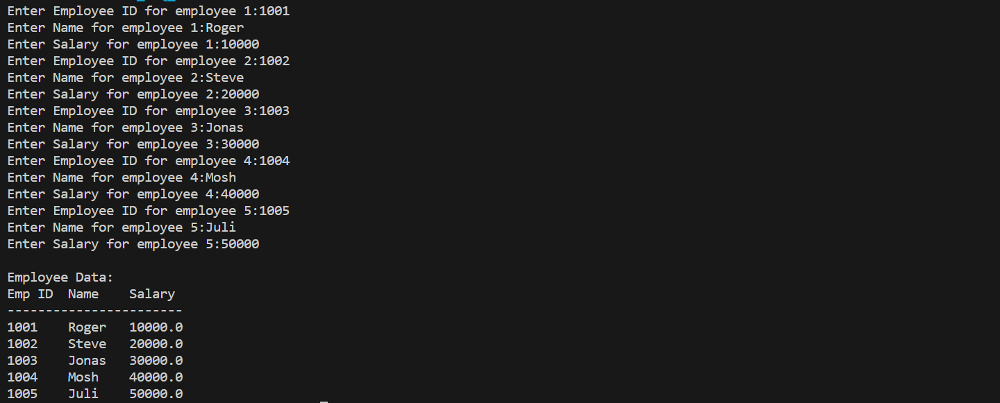 Enter Employee ID for employee 1:1001
Enter Name for employee 1:Roger
Enter Salary for employee 1:10000
Enter Employee ID for employee 2:1002
Enter Name for employee 2:Steve
Enter Salary for employee 2:20000
Enter Employee ID for employee 3:1003
Enter Name for employee 3:Jonas
Enter Salary for employee 3:30000
Enter Employee ID for employee 4:1004
Enter Name for employee 4:Mosh
Enter Salary for employee 4:40000
Enter Employee ID for employee 5:1005
Enter Name for employee 5:Juli
Enter Salary for employee 5:50000

Employee Data:
Emp ID  Name    Salary
-----------------------
1001    Roger   10000.0
1002    Steve   20000.0
1003    Jonas   30000.0
1004    Mosh    40000.0
1005    Juli    50000.0